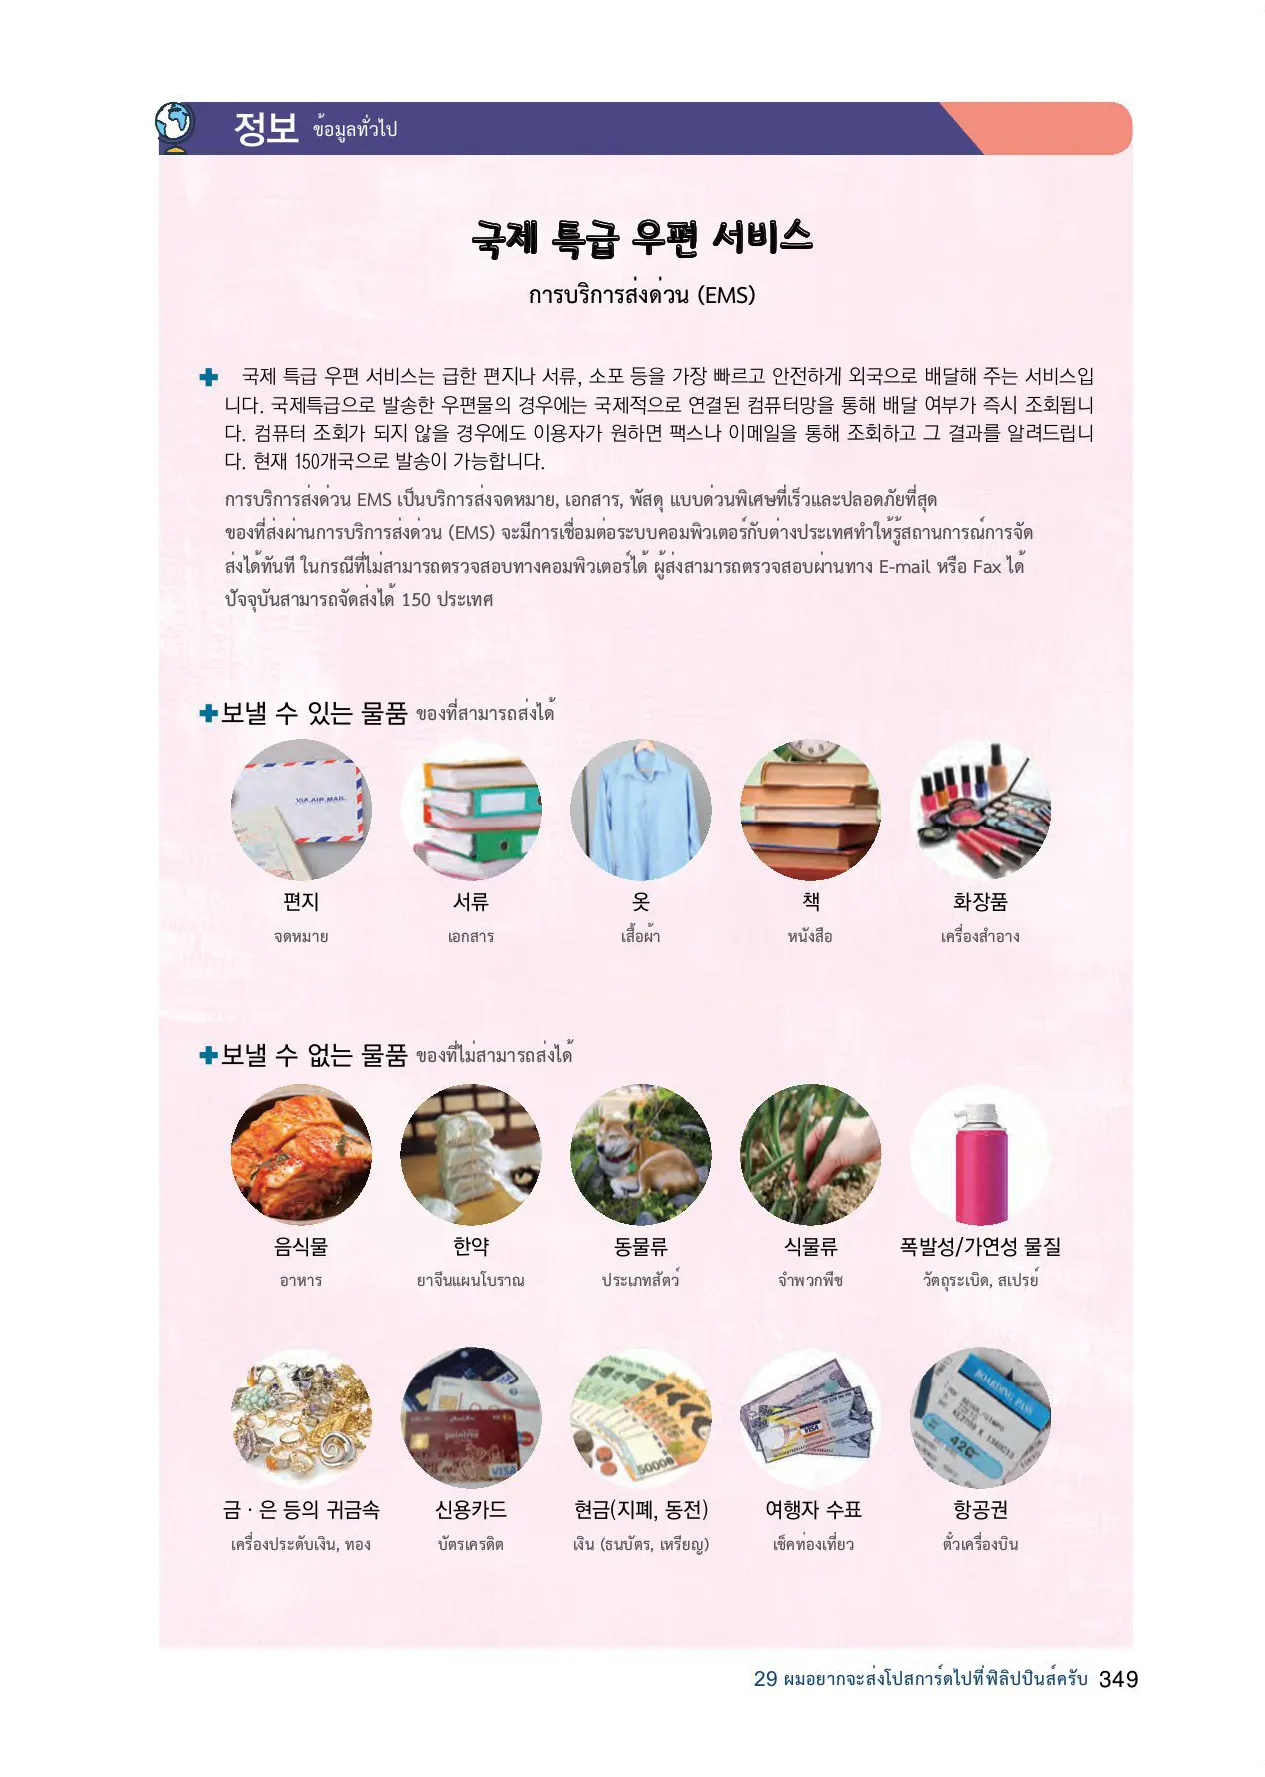 정보 ข้อมูลทั่วไป
국제 특급 우편 서비스
การบริการส่งด่วน (EMS)
국제 특급 우편 서비스는 급한 편지나 서류, 소포 등을 가장 빠르고 안전하게 외국으로 배달해 주는 서비스입
니다. 국제특급으로 발송한 우편물의 경우에는 국제적으로 연결된 컴퓨터망을 통해 배달 여부가 즉시 조회됩니
다. 컴퓨터 조회가 되지 않을 경우에도 이용자가 원하면 팩스나 이메일을 통해 조회하고 그 결과를 알려드립니
다. 현재 150개국으로 발송이 가능합니다.
การบริการส่งด่วน EMS เป็นบริการส่งจดหมาย, เอกสาร, พัสดุ แบบด่วนพิเศษที่เร็วและปลอดภัยที่สุด
ของที่ส่งผ่านการบริการส่งด่วน (EMS) จะมีการเชื่อมต่อระบบคอมพิวเตอร์กับต่างประเทศทำให้รู้สถานการณ์การจัด
ส่งได้ทันที ในกรณีที่ไม่สามารถตรวจสอบทางคอมพิวเตอร์ได้ ผู้ส่งสามารถตรวจสอบผ่านทาง E-mail หรือ Fax ได้
ปัจจุบันสามารถจัดส่งได้ 150 ประเทศ
보낼 수 있는 물품 ของที่สามารถส่งได้
VIA AIR MAIL
편지 서류 옷 책 화장품
จดหมาย เอกสาร เสื้อผ้า หนังสือ เครื่องสำอาง
보낼 수 없는 물품 ของที่ไม่สามารถส่งได้
음식물 한약 동물류 식물류 폭발성/가연성 물질
อาหาร ยาจีนแผนโบราณ ประเภทสัตว์ จำพวกพืช วัตถุระเบิด, สเปรย์
pointree
VISA
50000
VISA
BOARDING PASS
42C
금·은 등의 귀금속 신용카드 현금(지폐, 동전) 여행자 수표 항공권
เครื่องประดับเงิน, ทอง บัตรเครดิต เงิน (ธนบัตร, เหรียญ) เช็คท่องเที่ยว ตั๋วเครื่องบิน
29 ผมอยากจะส่งโปสการ์ดไปที่ฟิลิปปินส์ครับ 349